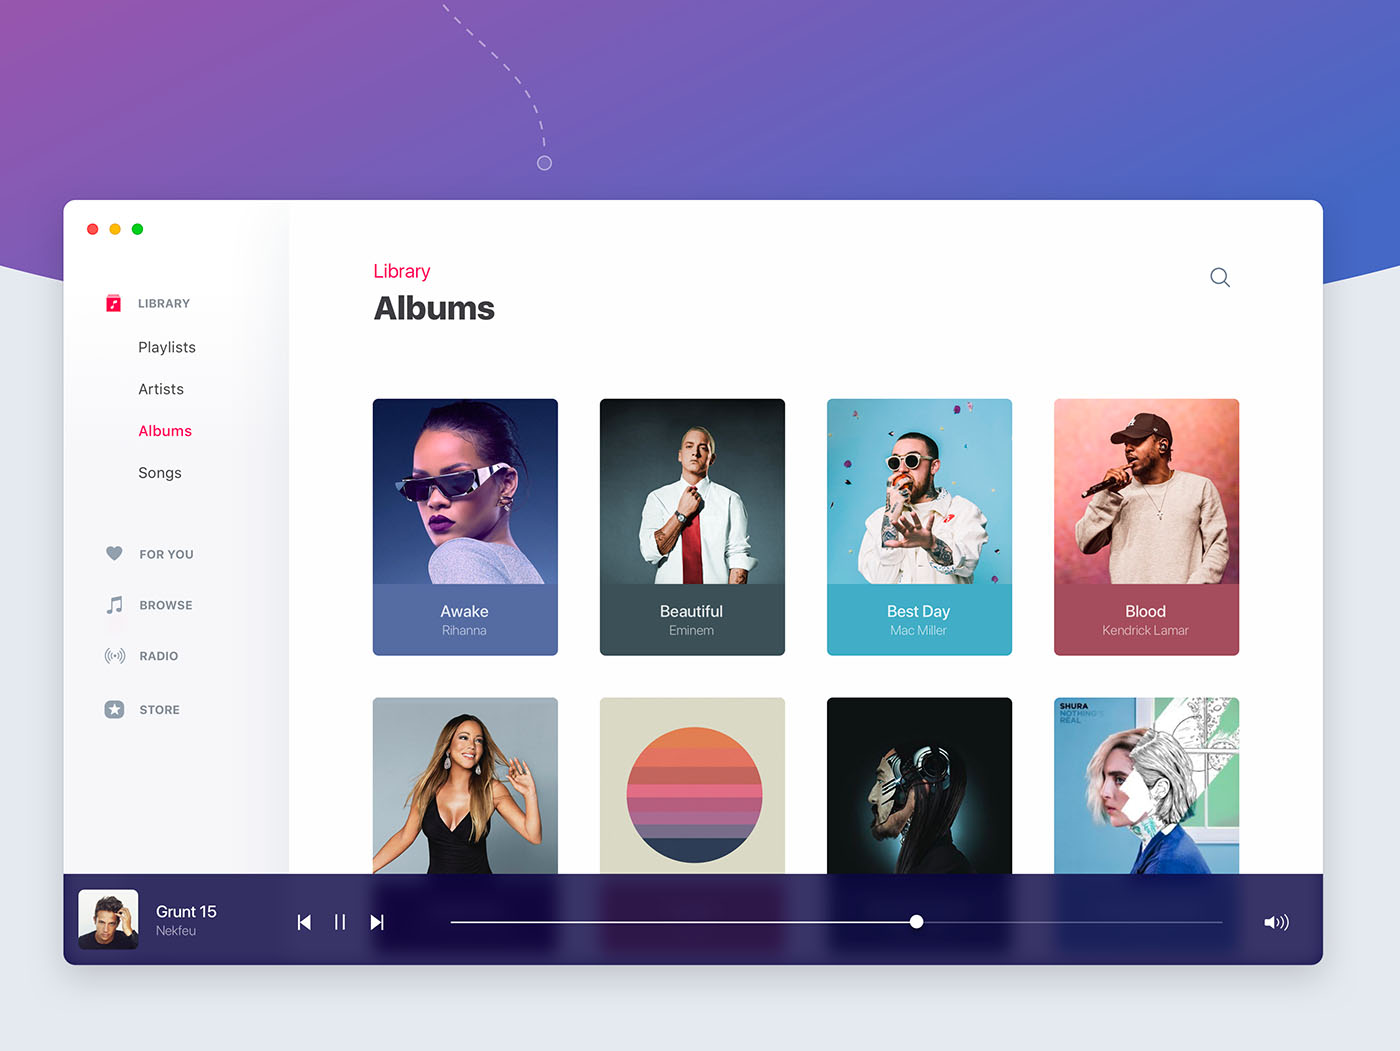 LIBRARY
Playlists
Artists
Albums
Songs
FOR YOU
BROWSE
RADIO
STORE
Library
Albums
Awake
Rihanna
Beautiful
Eminem
Best Day
Mac Miller
Blood
Kendrick Lamar
SHURA
NOTHING'S
REAL
Grunt 15
Nekfeu